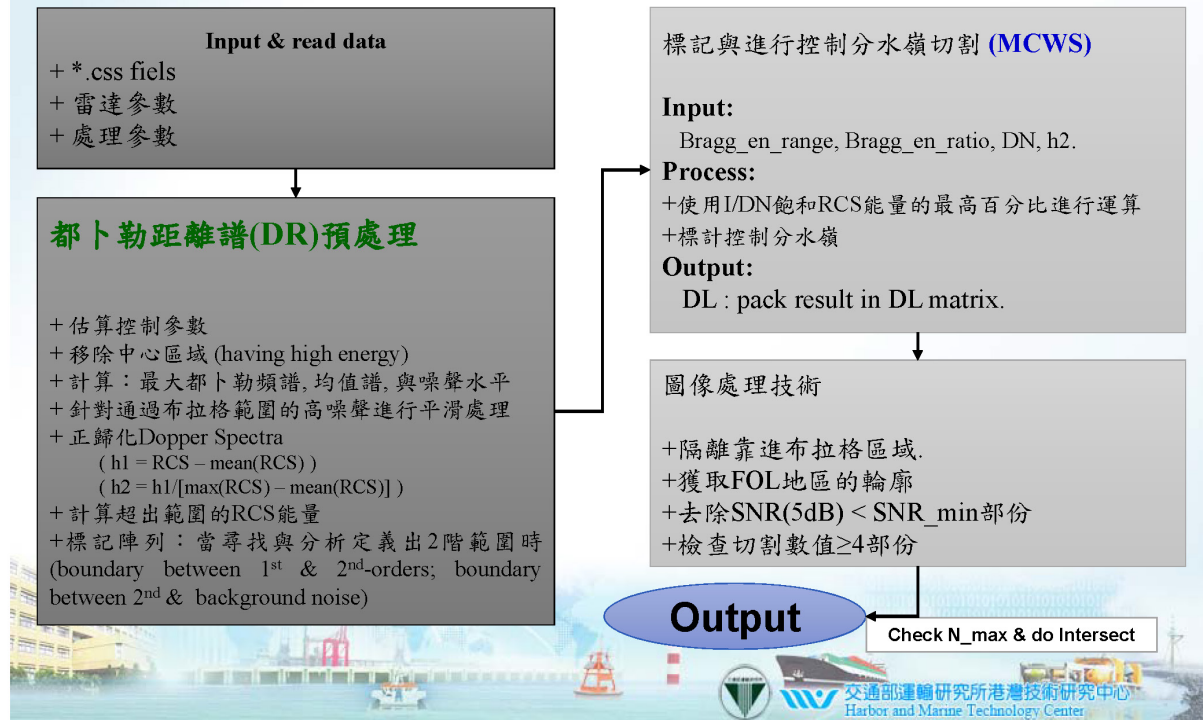 Input & read data
+ *.css fiels
+ 雷達參數
+ 處理參數
都卜勒距離譜(DR)預處理
+ 估算控制參數
+ 移除中心區域 (having high energy)
+ 計算：最大都卜勒頻譜, 均值譜, 與噪聲水平
+ 針對通過布拉格範圍的高噪聲進行平滑處理
+ 正歸化Dopper Spectra
( h1 = RCS – mean(RCS) )
( h2 = h1/[max(RCS) – mean(RCS)] )
+計算超出範圍的RCS能量
+標記陣列：當尋找與分析定義出2階範圍時
(boundary between 1st & 2nd-orders; boundary
between 2nd & background noise)
標記與進行控制分水嶺切割 (MCWS)
Input:
Bragg_en_range, Bragg_en_ratio, DN, h2.
Process:
+使用I/DN飽和RCS能量的最高百分比進行運算
+標計控制分水嶺
Output:
DL : pack result in DL matrix.
圖像處理技術
+隔離靠進布拉格區域.
+獲取FOL地區的輪廓
+去除SNR(5dB) < SNR_min部份
+檢查切割數值≥4部份
Output
Check N_max & do Intersect
交通部運輸研究所港灣技術研究中心
Harbor and Marine Technology Center